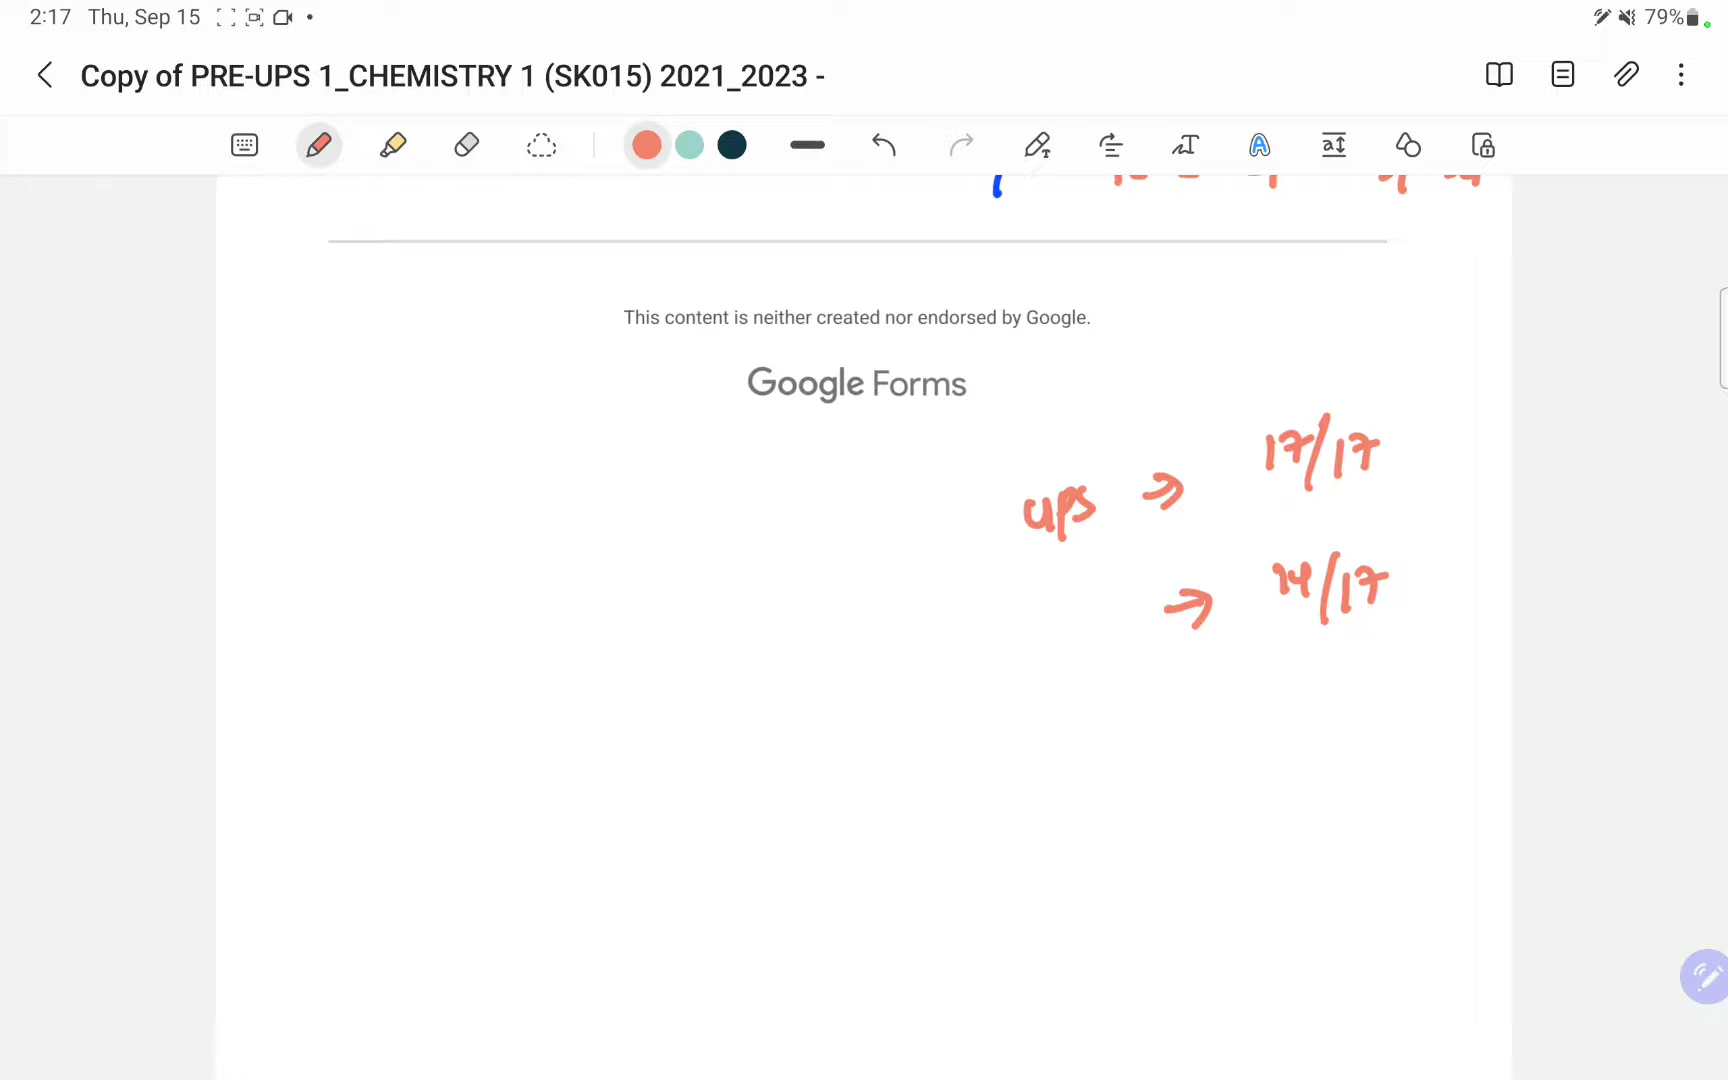 2:17 Thu, Sep 15 79%
Copy of PRE-UPS 1_CHEMISTRY 1 (SK015) 2021_2023 -
This content is neither created nor endorsed by Google.
Google Forms
17/17
ups →
→ 14/17